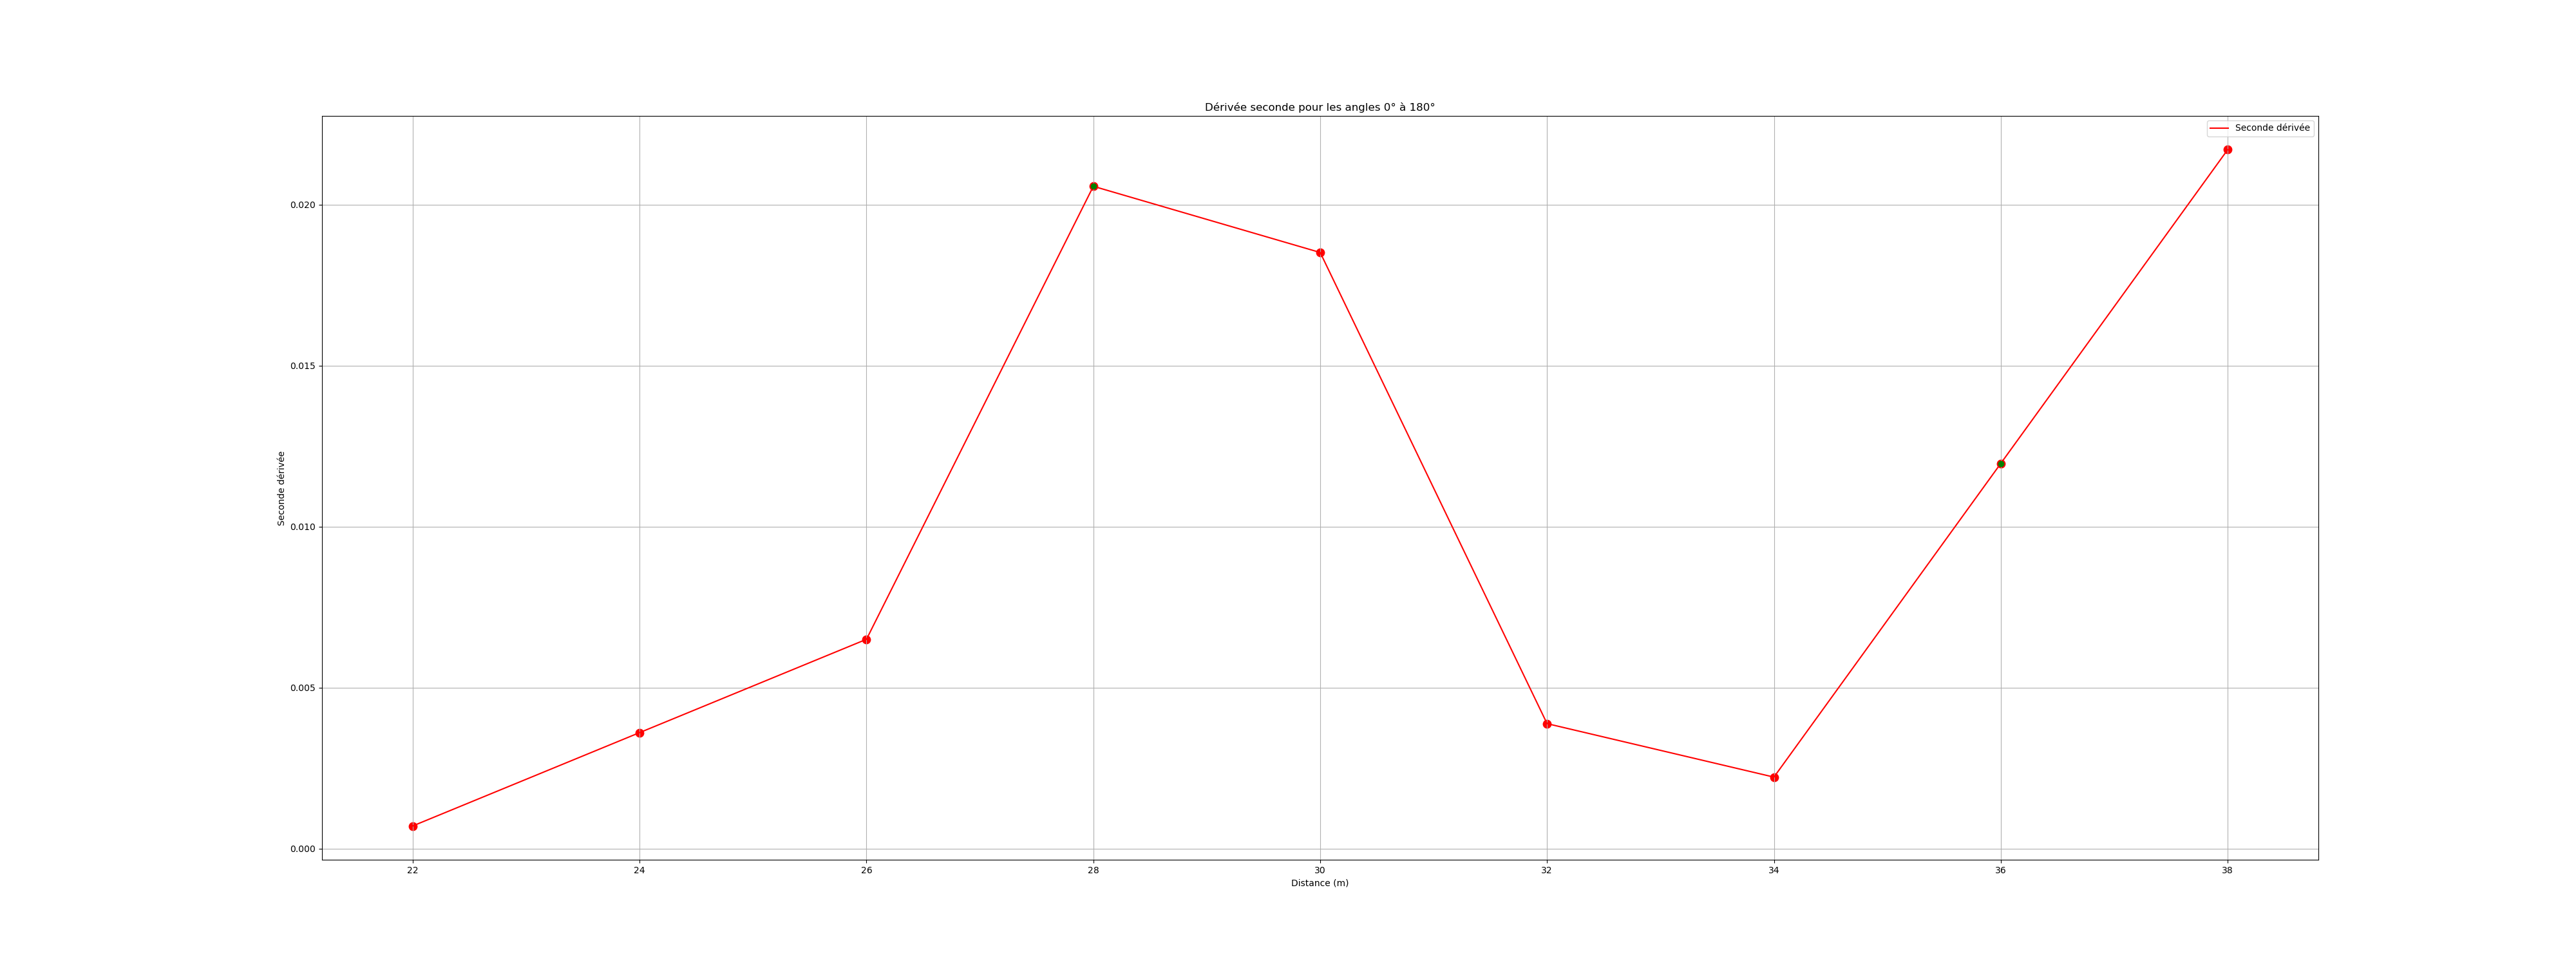 Dérivée seconde pour les angles 0° à 180°
Seconde dérivée
0.020
0.015
0.010
0.005
0.000
Seconde dérivée
22 24 26 28 30 32 34 36 38
Distance (m)